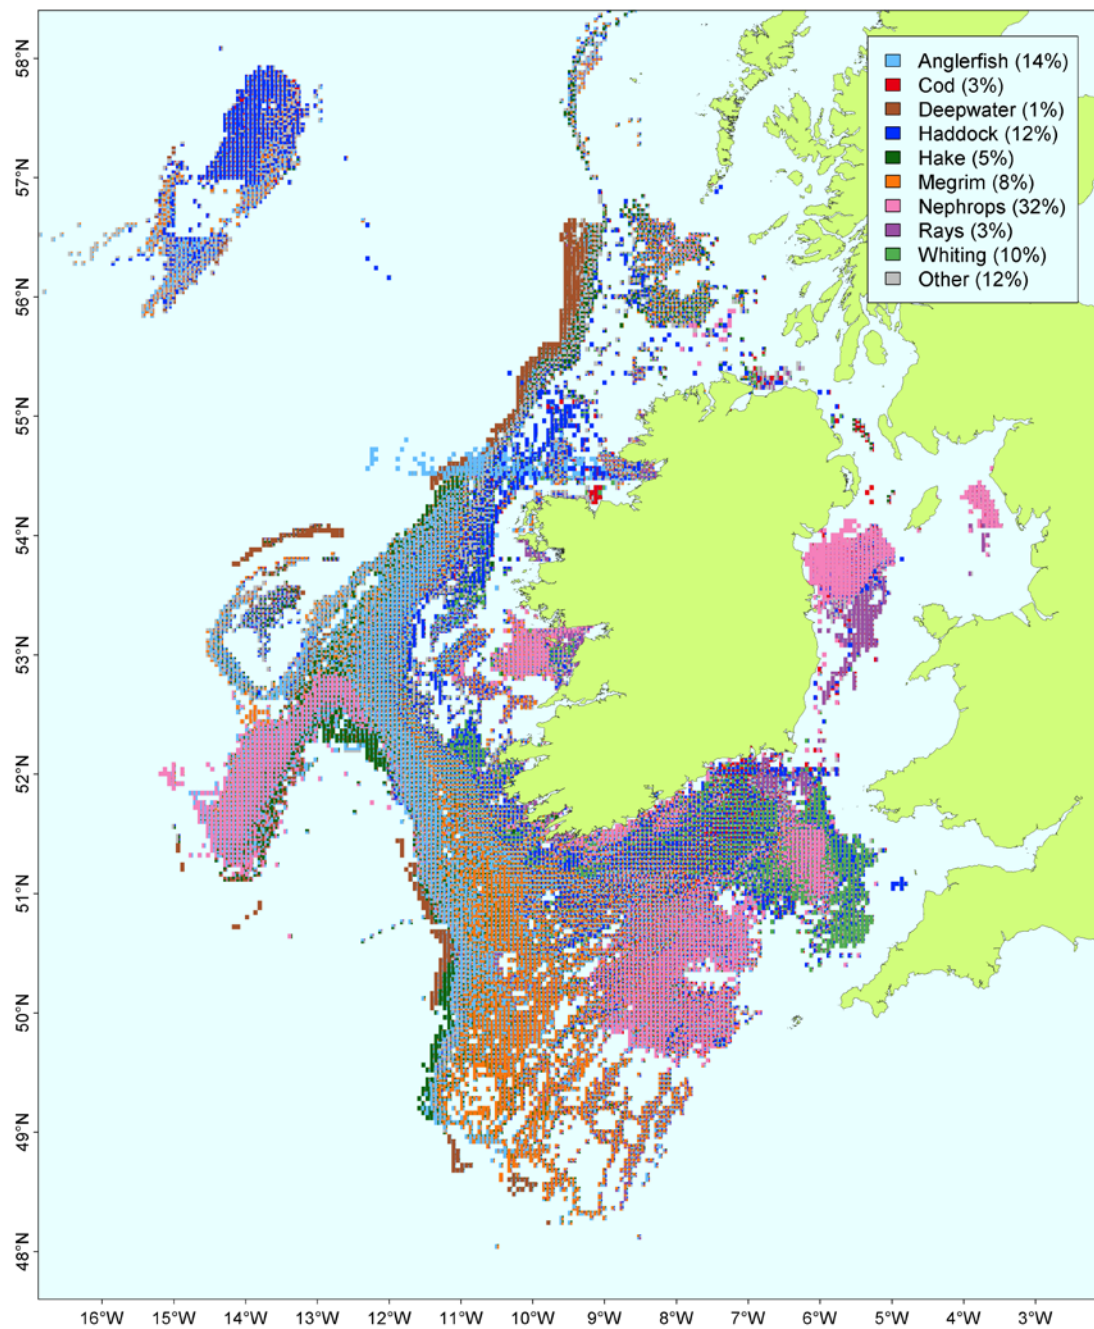 58°N
57°N
56°N
55°N
54°N
53°N
52°N
51°N
50°N
49°N
48°N
Anglerfish (14%)
Cod (3%)
Deepwater (1%)
Haddock (12%)
Hake (5%)
Megrim (8%)
Nephrops (32%)
Rays (3%)
Whiting (10%)
Other (12%)
16°W 15°W 14°W 13°W 12°W 11°W 10°W 9°W 8°W 7°W 6°W 5°W 4°W 3°W